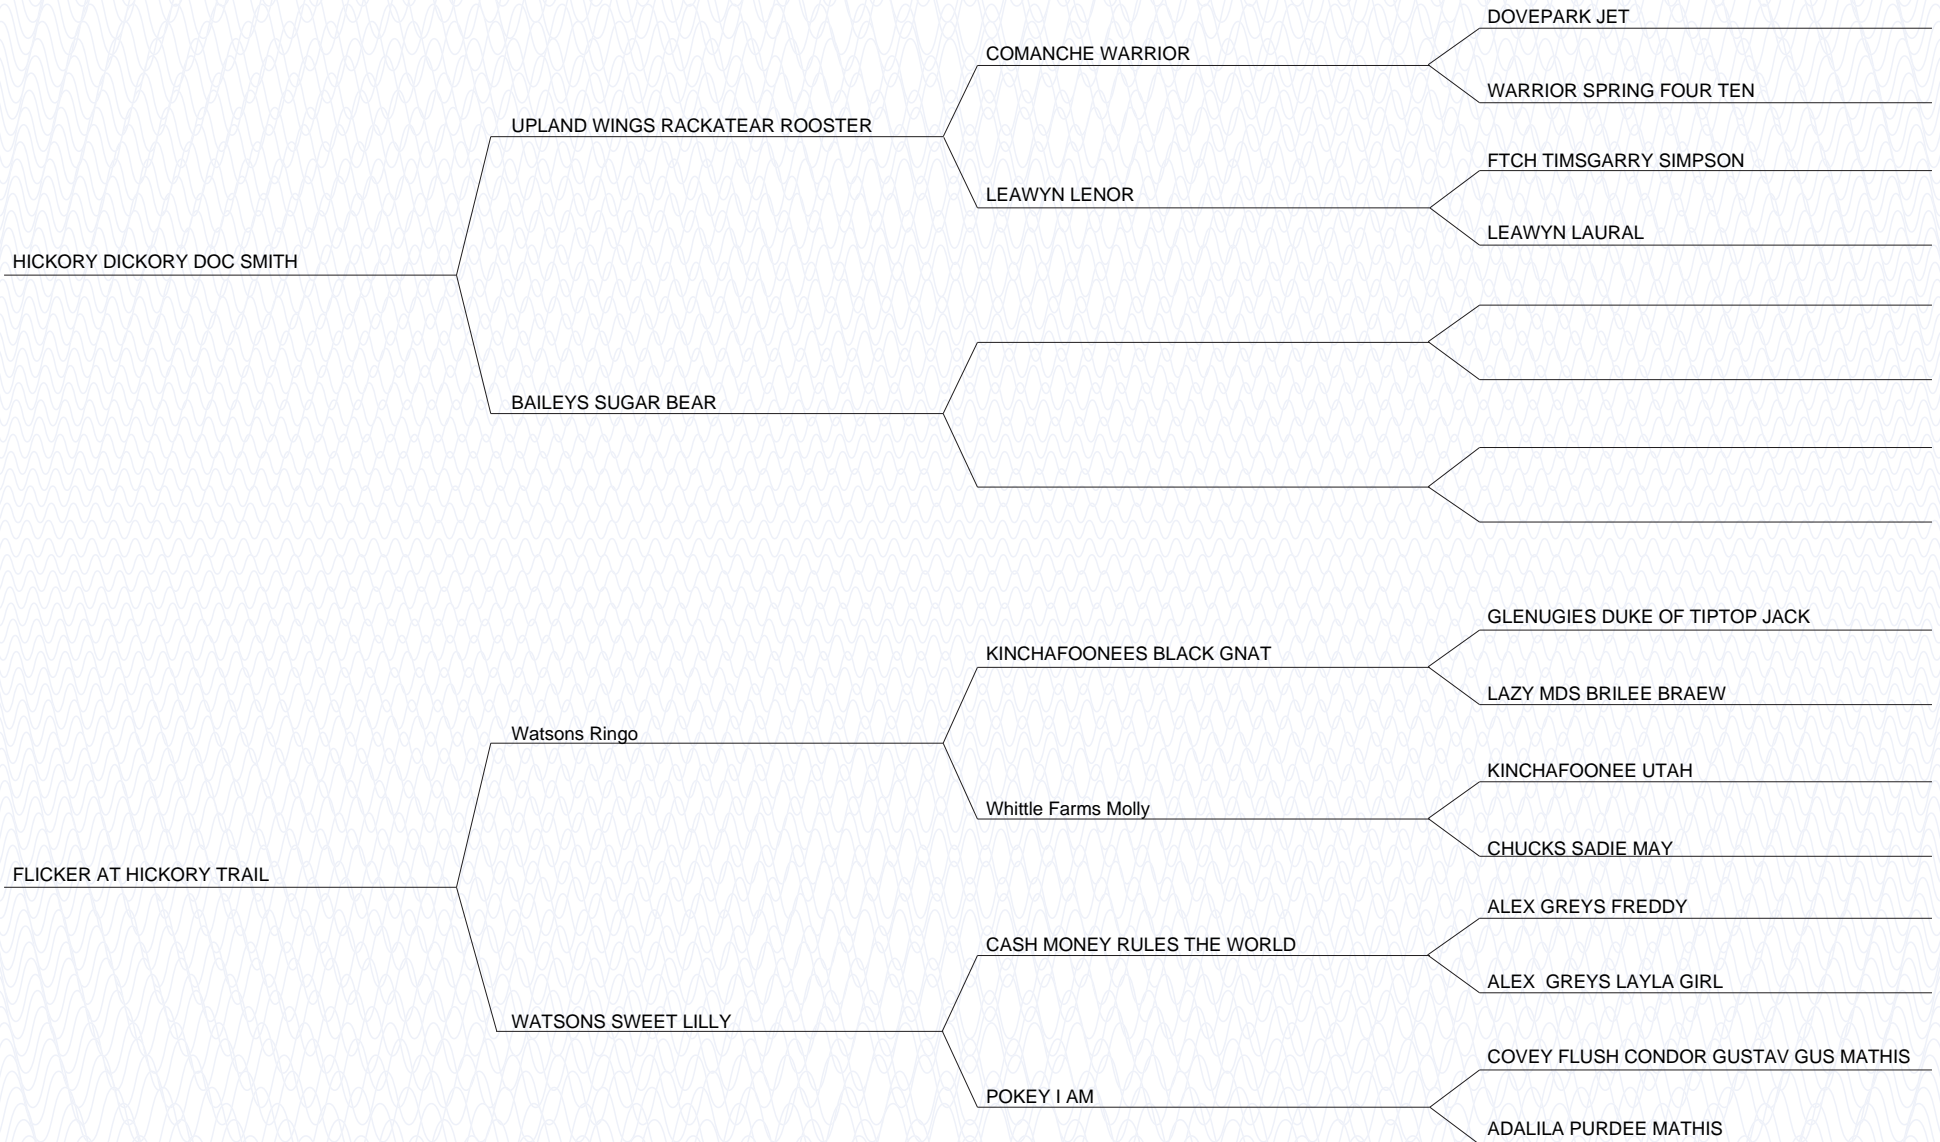 DOVEPARK JET
COMANCHE WARRIOR
WARRIOR SPRING FOUR TEN
UPLAND WINGS RACKATEAR ROOSTER
FTCH TIMSGARRY SIMPSON
LEAWYN LENOR
LEAWYN LAURAL
HICKORY DICKORY DOC SMITH
BAILEYS SUGAR BEAR
GLENUGIES DUKE OF TIPTOP JACK
KINCHAFOONEES BLACK GNAT
LAZY MDS BRILEE BRAEW
Watsons Ringo
KINCHAFOONEE UTAH
Whittle Farms Molly
CHUCKS SADIE MAY
FLICKER AT HICKORY TRAIL
ALEX GREYS FREDDY
CASH MONEY RULES THE WORLD
ALEX  GREYS LAYLA GIRL
WATSONS SWEET LILLY
COVEY FLUSH CONDOR GUSTAV GUS MATHIS
POKEY I AM
ADALILA PURDEE MATHIS